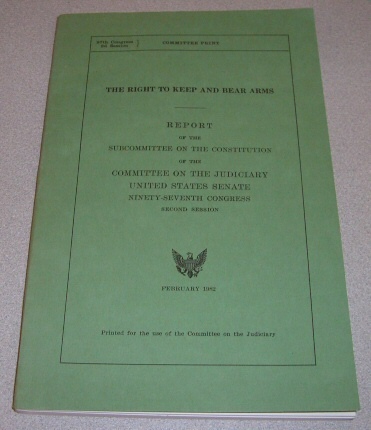 97th Congress
2d Session
COMMITTEE PRINT
THE RIGHT TO KEEP AND BEAR ARMS
REPORT
OF THE
SUBCOMMITTEE ON THE CONSTITUTION
OF THE
COMMITTEE ON THE JUDICIARY
UNITED STATES SENATE
NINETY-SEVENTH CONGRESS
SECOND SESSION
FEBRUARY 1982
Printed for the use of the Committee on the Judiciary